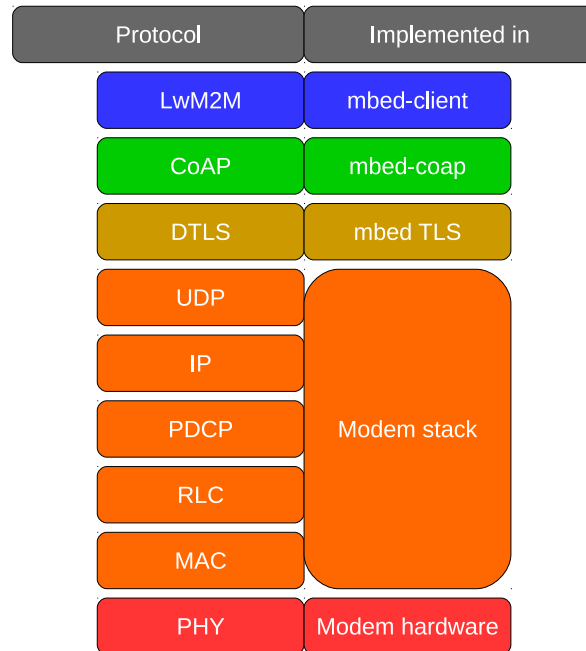 Protocol
Implemented in
LwM2M
mbed-client
CoAP
mbed-coap
DTLS
mbed TLS
UDP
IP
PDCP
Modem stack
RLC
MAC
PHY
Modem hardware